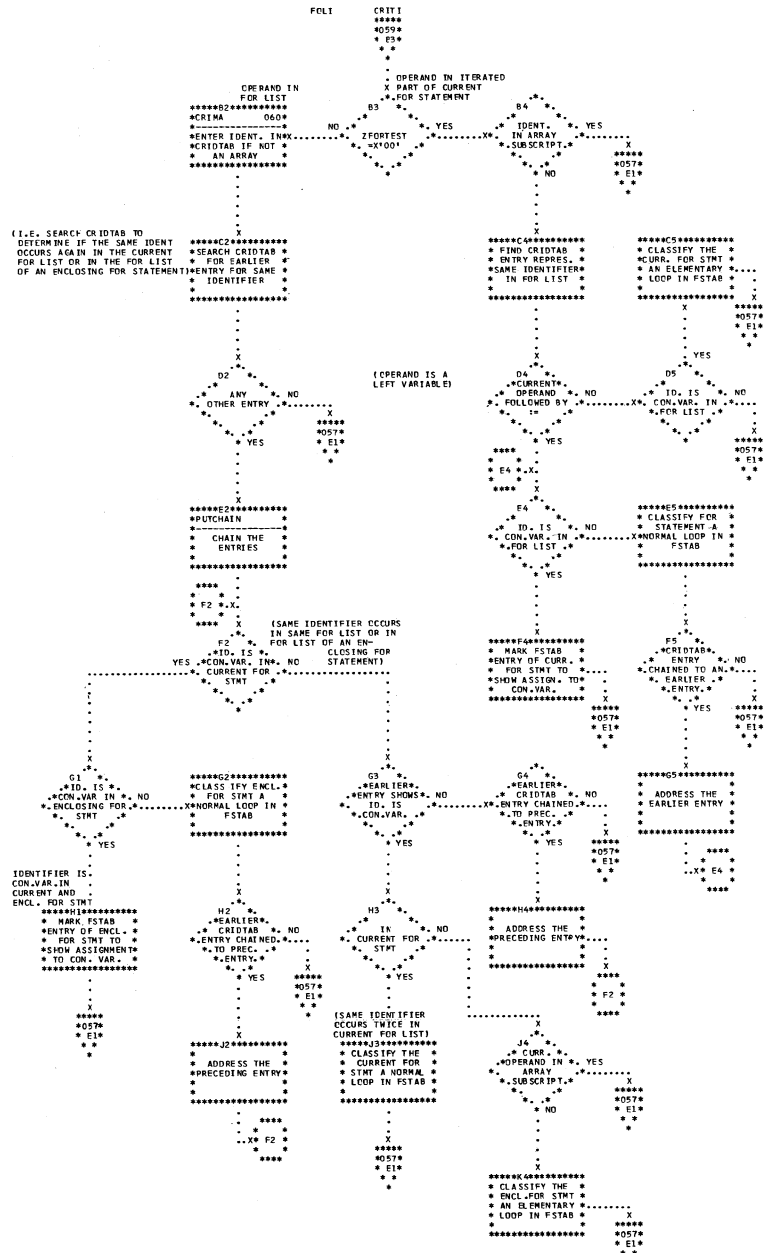 FOLI CRITI
*****
*059*
* E3*
* *
*
OPERAND IN ITERATED
PART OF CURRENT
FOR STATEMENT
OPERAND IN
FOR LIST
*****B2**********
*CRIMA 060*
*---------------*
*ENTER IDENT. IN*
*CRIDTAB IF NOT *
* AN ARRAY *
*****************
B3
ZFORTEST
=X'00'
NO
YES
B4
IDENT.
IN ARRAY
SUBSCRIPT.
YES
NO
*****
*057*
* E1*
* *
*
(I.E. SEARCH CRIDTAB TO
DETERMINE IF THE SAME IDENT
OCCURS AGAIN IN THE CURRENT
FOR LIST OR IN THE FOR LIST
OF AN ENCLOSING FOR STATEMENT)
*****C2**********
*SEARCH CRIDTAB *
* FOR EARLIER *
*ENTRY FOR SAME *
* IDENTIFIER *
* *
*****************
*****C4**********
* FIND CRIDTAB *
* ENTRY REPRES. *
*SAME IDENTIFIER*
* IN FOR LIST *
* *
*****************
*****C5**********
* CLASSIFY THE *
*CURR. FOR STMT *
* AN ELEMENTARY *
* LOOP IN FSTAB *
* *
*****************
*****
*057*
* E1*
* *
*
YES
D2
ANY
OTHER ENTRY
NO
YES
*****
*057*
* E1*
* *
*
(OPERAND IS A
LEFT VARIABLE)
D4
*CURRENT*
OPERAND
FOLLOWED BY
:=
NO
YES
D5
ID. IS
CON.VAR. IN
FOR LIST
NO
*****
*057*
* E1*
* *
*
****
* *
* E4 *
* *
****
*****E2**********
*PUTCHAIN *
*---------------*
* CHAIN THE *
* ENTRIES *
* *
*****************
E4
ID. IS
CON.VAR. IN
FOR LIST
NO
YES
*****E5**********
* CLASSIFY FOR *
* STATEMENT A *
*NORMAL LOOP IN *
* FSTAB *
* *
*****************
****
* *
* F2 *
* *
****
(SAME IDENTIFIER OCCURS
IN SAME FOR LIST OR IN
FOR LIST OF AN EN-
CLOSING FOR
STATEMENT)
F2
*ID. IS
*CON.VAR. IN*
CURRENT FOR
STMT
YES
NO
*****F4**********
* MARK FSTAB *
*ENTRY OF CURR. *
* FOR STMT TO *
*SHOW ASSIGN. TO*
* CON.VAR. *
*****************
*****
*057*
* E1*
* *
*
F5
*CRIDTAB
ENTRY
CHAINED TO AN
EARLIER
ENTRY.
NO
YES
*****
*057*
* E1*
* *
*
G1
*ID. IS
*CON.VAR IN
ENCLOSING FOR
STMT
NO
YES
*****G2**********
*CLASSIFY ENCL. *
* FOR STMT A *
*NORMAL LOOP IN *
* FSTAB *
* *
*****************
G3
*EARLIER*
*ENTRY SHOWS*
ID. IS
CON.VAR.
NO
YES
G4
*EARLIER*
CRIDTAB
ENTRY CHAINED
TO PREC.
ENTRY.
NO
YES
*****
*057*
* E1*
* *
*
*****G5**********
* *
* ADDRESS THE *
* EARLIER ENTRY *
* *
* *
*****************
****
* *
* E4 *
* *
****
IDENTIFIER IS
CON.VAR.IN
CURRENT AND
ENCL. FOR STMT
*****H1**********
* MARK FSTAB *
*ENTRY OF ENCL. *
* FOR STMT TO *
*SHOW ASSIGNMENT*
* TO CON. VAR. *
*****************
*****
*057*
* E1*
* *
*
H2
*EARLIER*
CRIDTAB
ENTRY CHAINED
TO PREC.
ENTRY.
NO
YES
*****
*057*
* E1*
* *
*
H3
IN
CURRENT FOR
STMT
NO
YES
*****H4**********
* *
* ADDRESS THE *
*PRECEDING ENTRY*
* *
* *
*****************
****
* *
* F2 *
* *
****
*****J2**********
* *
* ADDRESS THE *
*PRECEDING ENTRY*
* *
* *
*****************
****
* *
* F2 *
* *
****
(SAME IDENTIFIER
OCCURS TWICE IN
CURRENT FOR LIST)
*****J3**********
* CLASSIFY THE *
* CURRENT FOR *
* STMT A NORMAL *
* LOOP IN FSTAB *
* *
*****************
*****
*057*
* E1*
* *
*
J4
* CURR.
*OPERAND IN
ARRAY
SUBSCRIPT.
YES
NO
*****
*057*
* E1*
* *
*
*****K4**********
* CLASSIFY THE *
* ENCL.FOR STMT *
* AN ELEMENTARY *
* LOOP IN FSTAB *
* *
*****************
*****
*057*
* E1*
* *